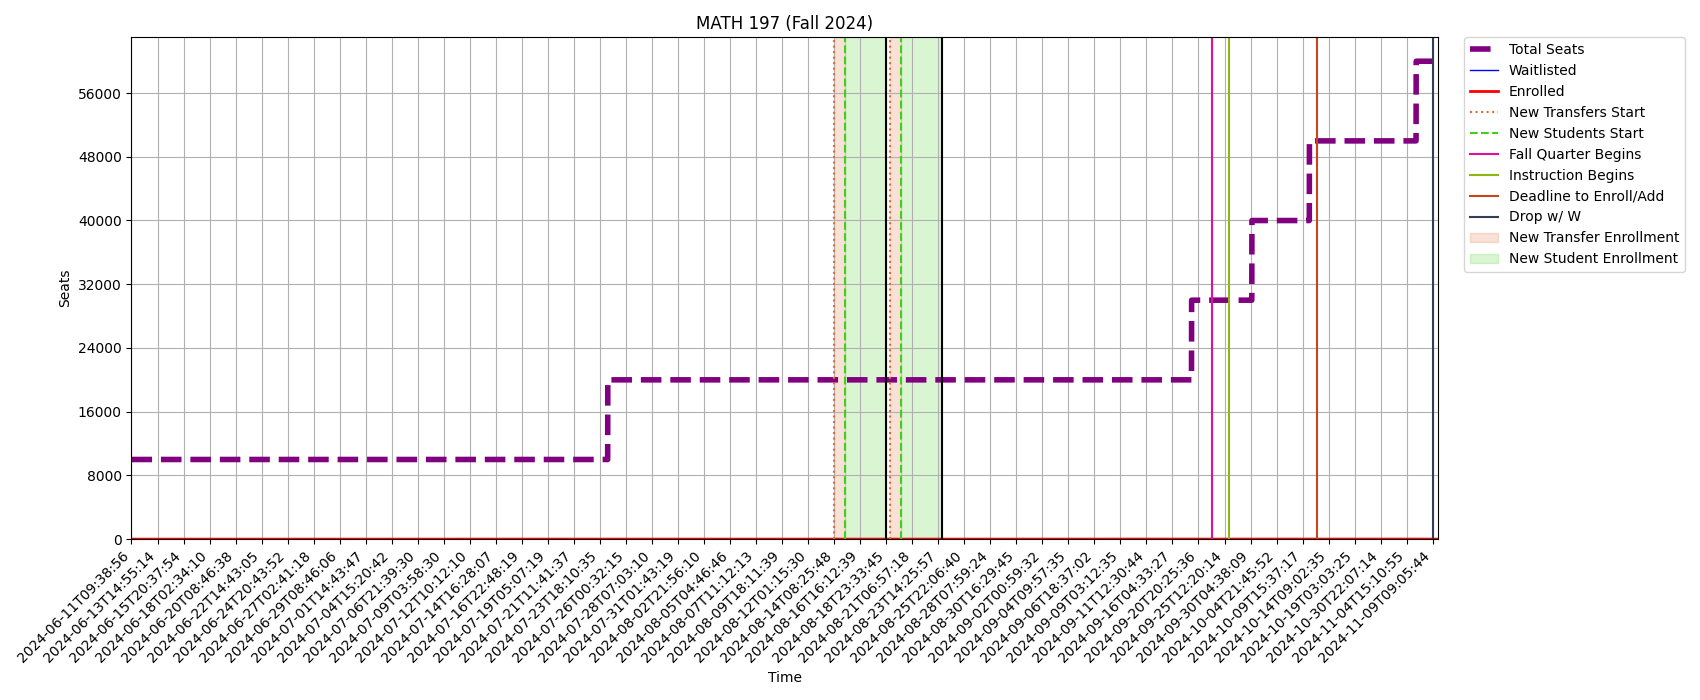 MATH 197 (Fall 2024)
Seats
56000
48000
40000
32000
24000
16000
8000
0
2024-06-11T09:38:56
2024-06-13T14:55:14
2024-06-15T20:37:54
2024-06-18T02:34:10
2024-06-20T08:46:38
2024-06-22T14:43:05
2024-06-24T20:43:52
2024-06-27T02:41:18
2024-06-29T08:46:06
2024-07-01T14:43:47
2024-07-04T15:20:42
2024-07-06T21:39:30
2024-07-09T03:58:30
2024-07-12T10:12:10
2024-07-14T16:28:07
2024-07-16T22:48:19
2024-07-19T05:07:19
2024-07-21T11:41:37
2024-07-23T18:10:35
2024-07-26T00:32:15
2024-07-28T07:03:10
2024-07-31T01:43:19
2024-08-02T21:56:10
2024-08-05T04:46:46
2024-08-07T11:12:13
2024-08-09T18:11:39
2024-08-12T01:15:30
2024-08-14T08:25:48
2024-08-16T16:12:39
2024-08-18T23:33:45
2024-08-21T06:57:18
2024-08-23T14:25:57
2024-08-25T22:06:40
2024-08-28T07:59:24
2024-08-30T16:29:45
2024-09-02T00:59:32
2024-09-04T09:57:35
2024-09-06T18:37:02
2024-09-09T03:12:35
2024-09-11T12:30:44
2024-09-16T04:33:27
2024-09-20T20:25:36
2024-09-25T12:20:14
2024-09-30T04:38:09
2024-10-04T21:45:52
2024-10-09T15:37:17
2024-10-14T09:02:35
2024-10-19T03:03:25
2024-10-30T22:07:14
2024-11-04T15:10:55
2024-11-09T09:05:44
Time
Total Seats
Waitlisted
Enrolled
New Transfers Start
New Students Start
Fall Quarter Begins
Instruction Begins
Deadline to Enroll/Add
Drop w/ W
New Transfer Enrollment
New Student Enrollment